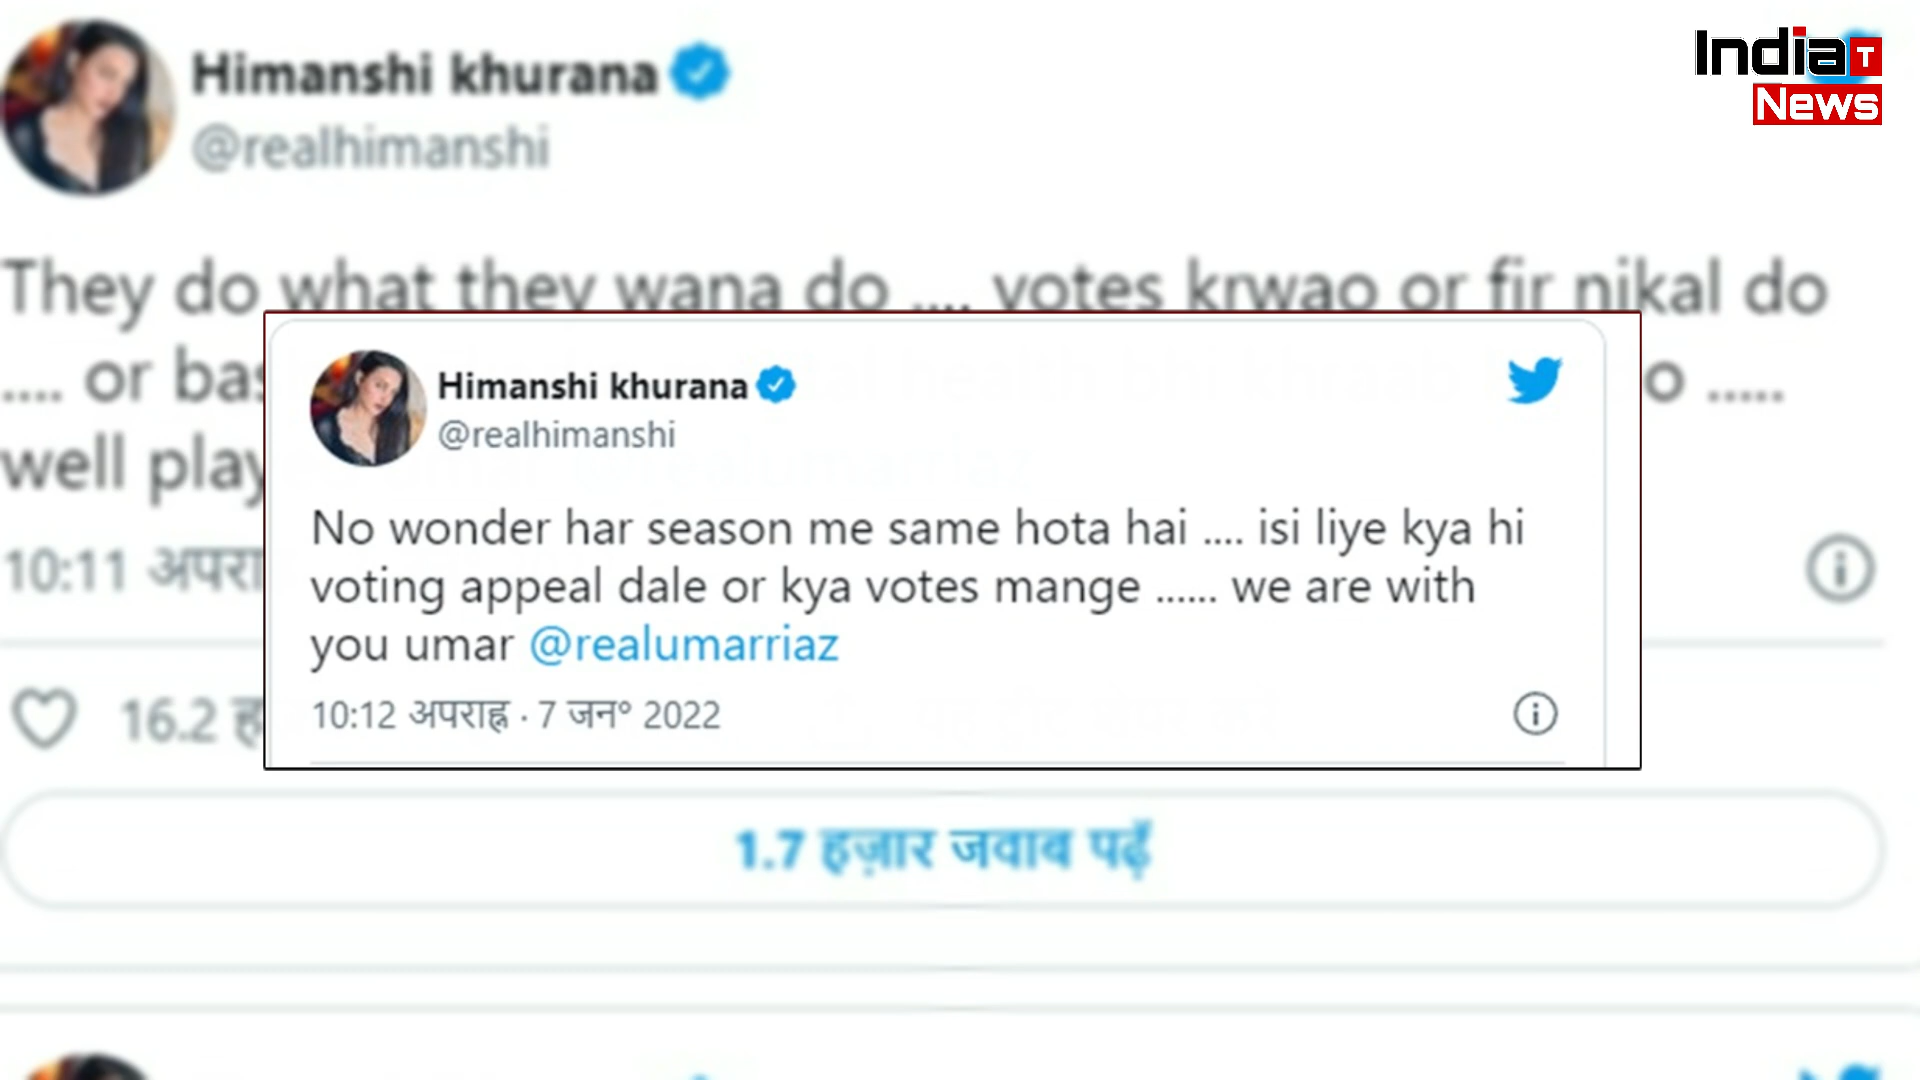 Himanshi khurana
@realhimanshi
India T
News
They do what they wana do .... votes krwao or fir nikal do
.... or
well
10:11
16.2
Himanshi khurana
@realhimanshi
No wonder har season me same hota hai .... isi liye kya hi
voting appeal dale or kya votes mange ...... we are with
you umar @realumarriaz
10:12 अपराह्न · 7 जन॰ 2022
1.7 हज़ार जवाब पढ़ें